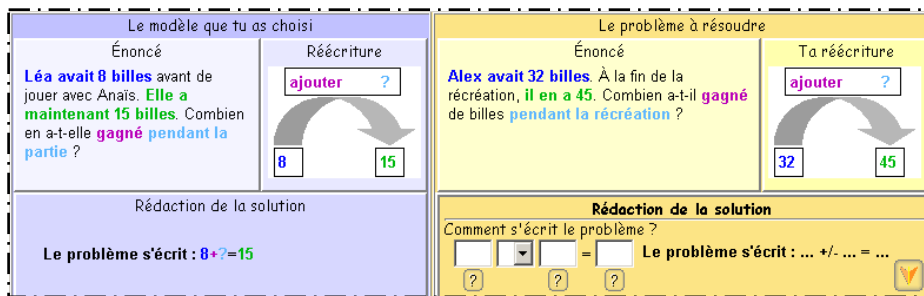 Le modèle que tu as choisi
Énoncé
Léa avait 8 billes avant de
jouer avec Anaïs. Elle a
maintenant 15 billes. Combien
en a-t-elle gagné pendant la
partie ?
Réécriture
ajouter ?
8 15
Rédaction de la solution
Le problème s'écrit : 8+?=15
Le problème à résoudre
Énoncé
Alex avait 32 billes. À la fin de la
récréation, il en a 45. Combien a-t-il gagné
de billes pendant la récréation ?
Ta réécriture
ajouter ?
32 45
Rédaction de la solution
Comment s'écrit le problème ?
= Le problème s'écrit : ... +/- ... = ...
? ? ?